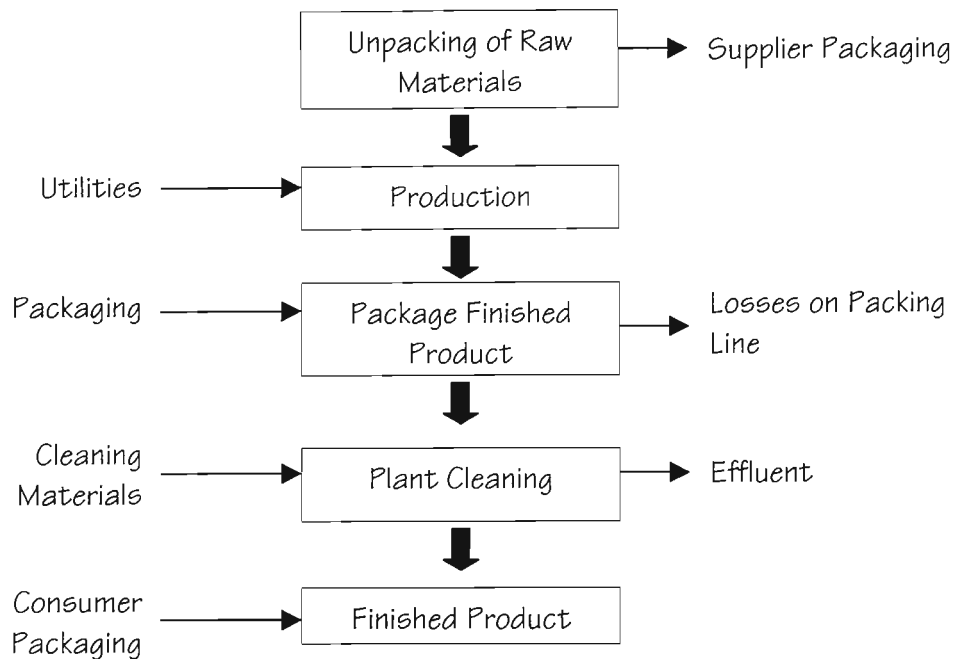 Unpacking of Raw
Materials
Supplier Packaging
Utilities
Production
Packaging
Package Finished
Product
Losses on Packing
Line
Cleaning
Materials
Plant Cleaning
Effluent
Consumer
Packaging
Finished Product